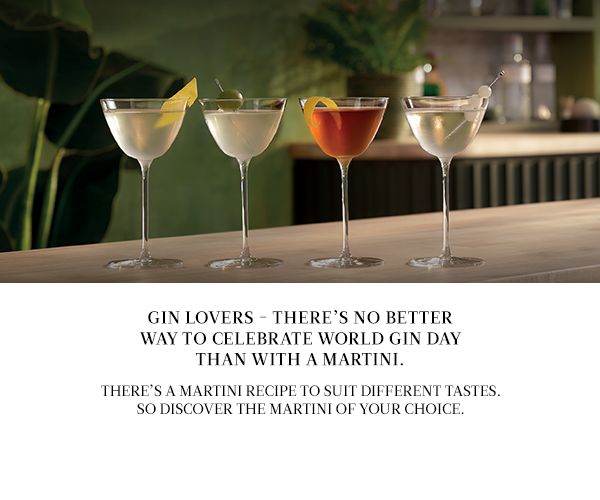 GIN LOVERS – THERE'S NO BETTER
WAY TO CELEBRATE WORLD GIN DAY
THAN WITH A MARTINI.
THERE'S A MARTINI RECIPE TO SUIT DIFFERENT TASTES.
SO DISCOVER THE MARTINI OF YOUR CHOICE.